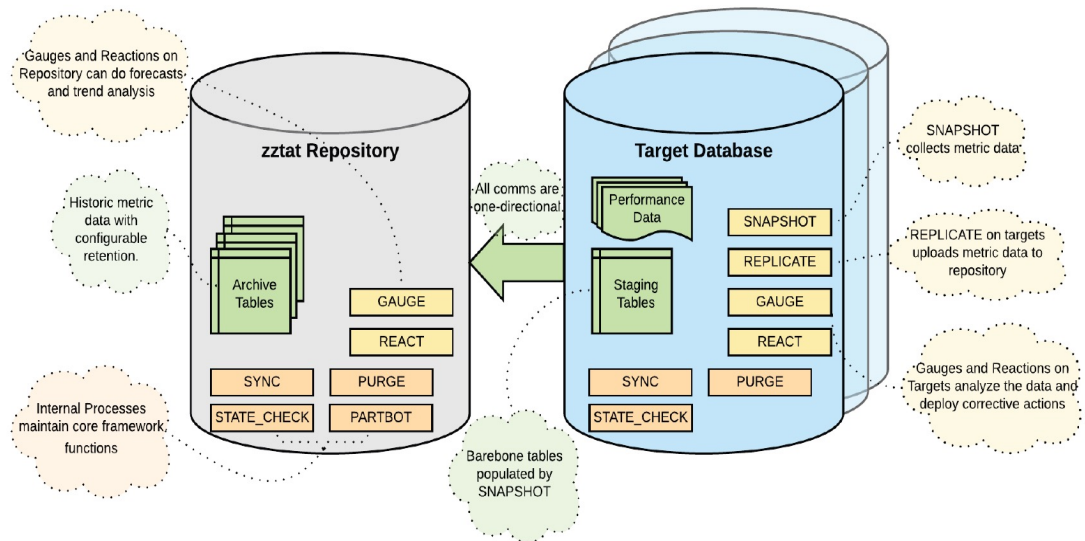 Gauges and Reactions on
Repository can do forecasts
and trend analysis
zztat Repository
Target Database
SNAPSHOT
collects metric data
All comms are
one-directional
Performance
Data
Historic metric
data with
configurable
retention.
SNAPSHOT
REPLICATE
REPLICATE on targets
uploads metric data to
repository
Archive
Tables
Staging
Tables
GAUGE
GAUGE
REACT
REACT
Gauges and Reactions on
Targets analyze the data and
deploy corrective actions
SYNC
PURGE
SYNC
PURGE
STATE_CHECK
PARTBOT
STATE_CHECK
Internal Processes
maintain core framework
functions
Barebone tables
populated by
SNAPSHOT